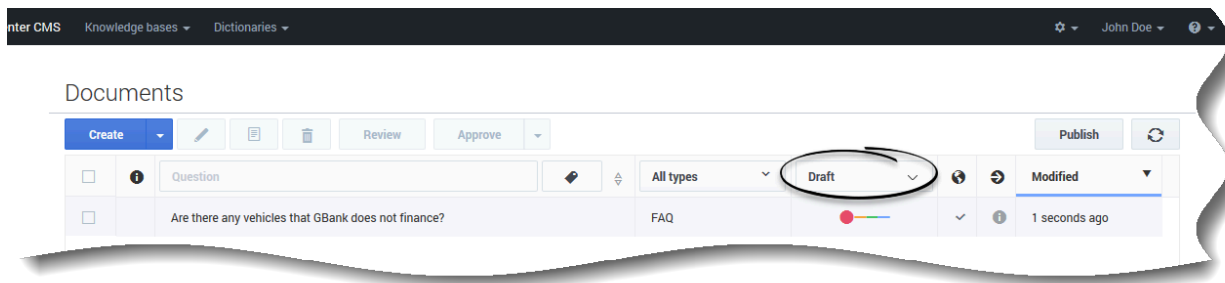 nter CMS Knowledge bases Dictionaries John Doe
Documents
Create Review Approve Publish
Question All types Draft Modified
Are there any vehicles that GBank does not finance? FAQ 1 seconds ago